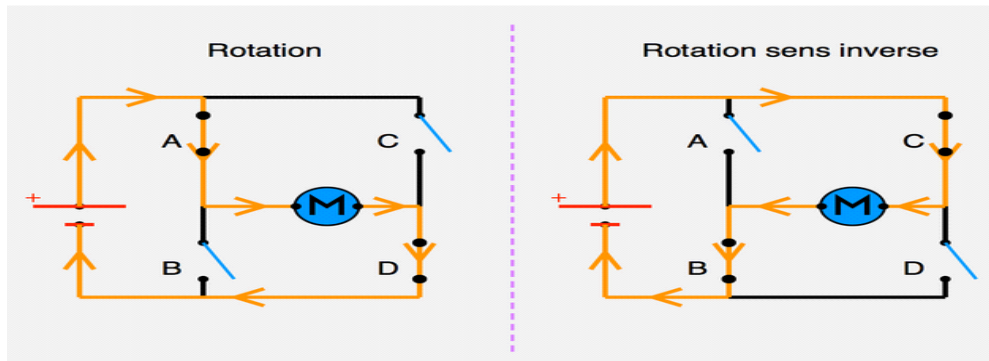 Rotation
A
C
+
M
B
D
Rotation sens inverse
A
C
+
M
B
D